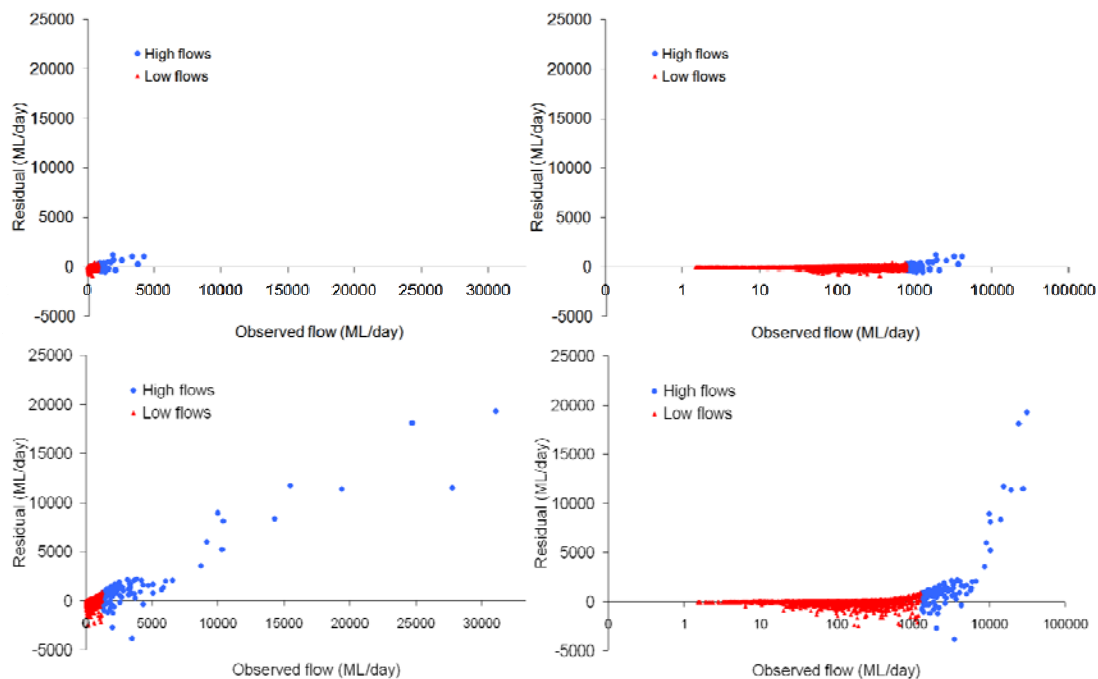 25000
20000
15000
10000
5000
0
-5000
Residual (ML/day)
High flows
Low flows
0 5000 10000 15000 20000 25000 30000
Observed flow (ML/day)
25000
20000
15000
10000
5000
0
-5000
Residual (ML/day)
High flows
Low flows
0 1 10 100 1000 10000 100000
Observed flow (ML/day)
25000
20000
15000
10000
5000
0
-5000
Residual (ML/day)
High flows
Low flows
0 5000 10000 15000 20000 25000 30000
Observed flow (ML/day)
25000
20000
15000
10000
5000
0
-5000
Residual (ML/day)
High flows
Low flows
0 1 10 100 1000 10000 100000
Observed flow (ML/day)